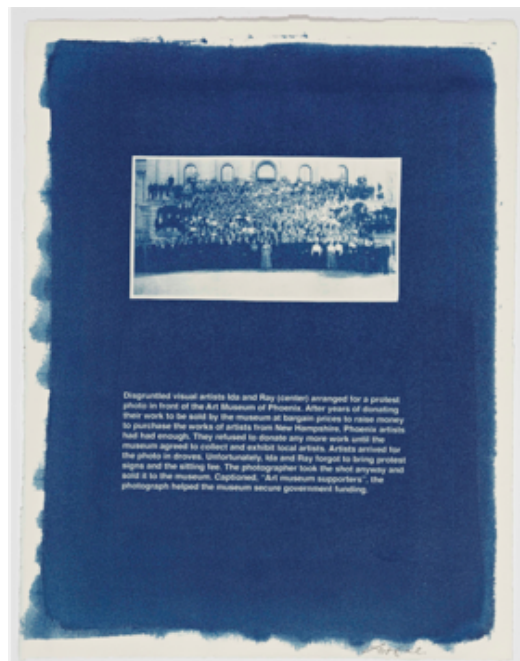 Disgruntled visual artists Ida and Ray (center) arranged for a protest
photo in front of the Art Museum of Phoenix. After years of donating
their work to be sold by the museum at bargain prices to raise money
to purchase the works of artists from New Hampshire, Phoenix artists
had had enough. They refused to donate any more work until the
museum agreed to collect and exhibit local artists. Artists arrived for
the photo in droves. Unfortunately, Ida and Ray forgot to bring protest
signs and the sitting fee. The photographer took the shot anyway and
sold it to the museum. Captioned, "Art museum supporters", the
photograph helped the museum secure government funding.